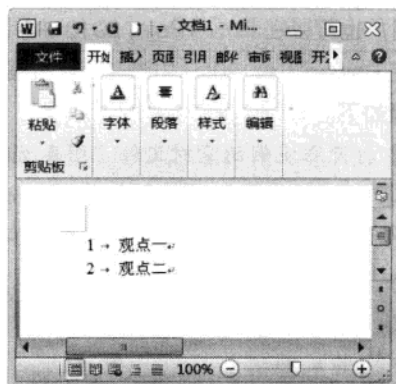 W 文档1 - Mi...
文件 开始 插入 页面 引用 邮件 审阅 视图 开发
粘贴 字体 段落 样式 编辑
剪贴板
1 → 观点一↵
2 → 观点二↵
100%